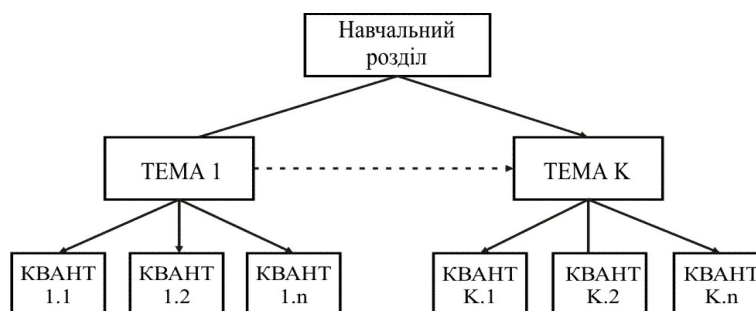 Навчальний
розділ
ТЕМА 1
ТЕМА K
КВАНТ
1.1
КВАНТ
1.2
КВАНТ
1.n
КВАНТ
K.1
КВАНТ
K.2
КВАНТ
K.n